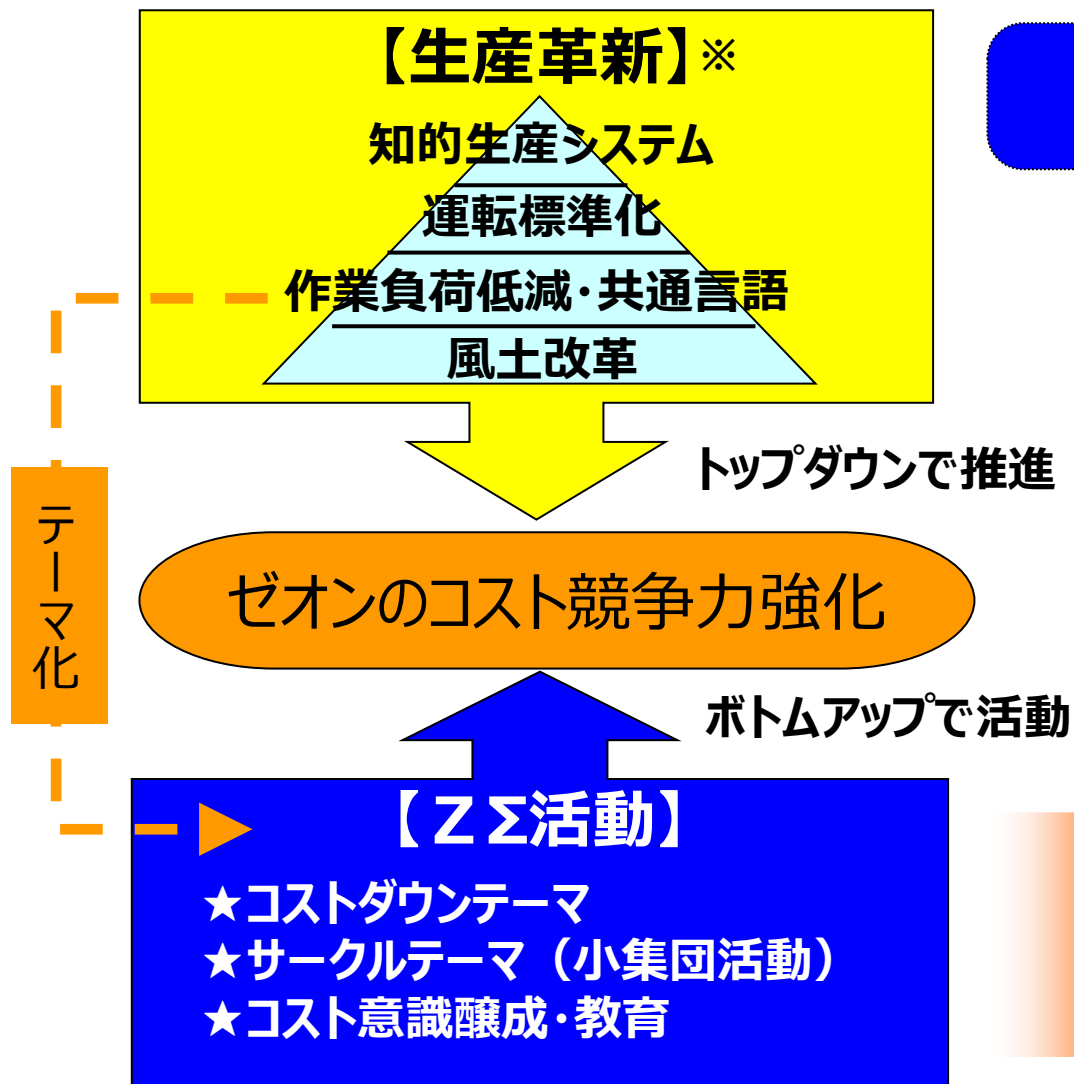 【生産革新】※
知的生産システム
運転標準化
作業負荷低減・共通言語
風土改革
トップダウンで推進
テーマ化
ゼオンのコスト競争力強化
ボトムアップで活動
【ＺΣ活動】
★コストダウンテーマ
★サークルテーマ（小集団活動）
★コスト意識醸成・教育